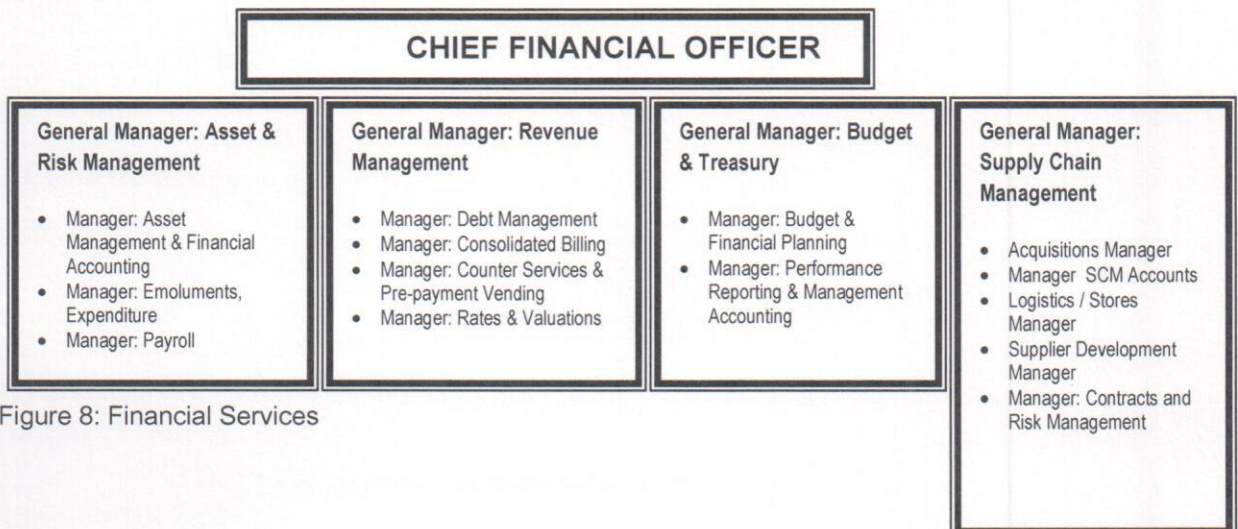 CHIEF FINANCIAL OFFICER
General Manager: Asset &
Risk Management
• Manager: Asset
Management & Financial
Accounting
• Manager: Emoluments,
Expenditure
• Manager: Payroll
General Manager: Revenue
Management
• Manager: Debt Management
• Manager: Consolidated Billing
• Manager: Counter Services &
Pre-payment Vending
• Manager: Rates & Valuations
General Manager: Budget
& Treasury
• Manager: Budget &
Financial Planning
• Manager: Performance
Reporting & Management
Accounting
General Manager:
Supply Chain
Management
• Acquisitions Manager
• Manager SCM Accounts
• Logistics / Stores
Manager
• Supplier Development
Manager
• Manager: Contracts and
Risk Management
Figure 8: Financial Services